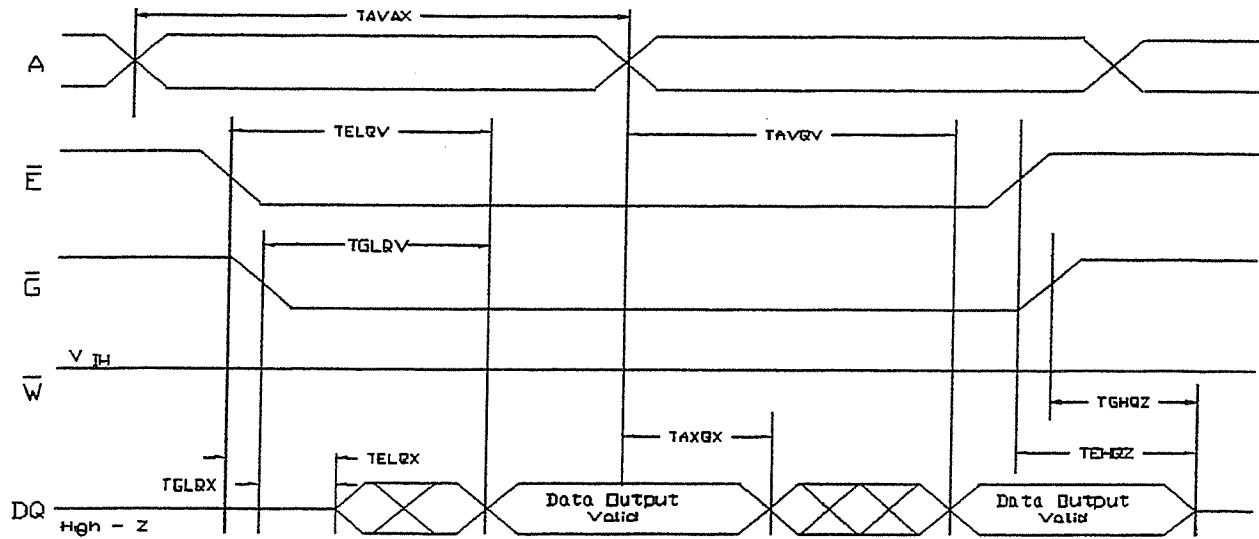 TAVAX
A
TELQV
TAVQV
E
TGLQV
G
V IH
W
TGHQZ
TAXQX
TELQX
TEHQZ
TGLQX
DQ
Data Output
Valid
Data Output
Valid
High - Z